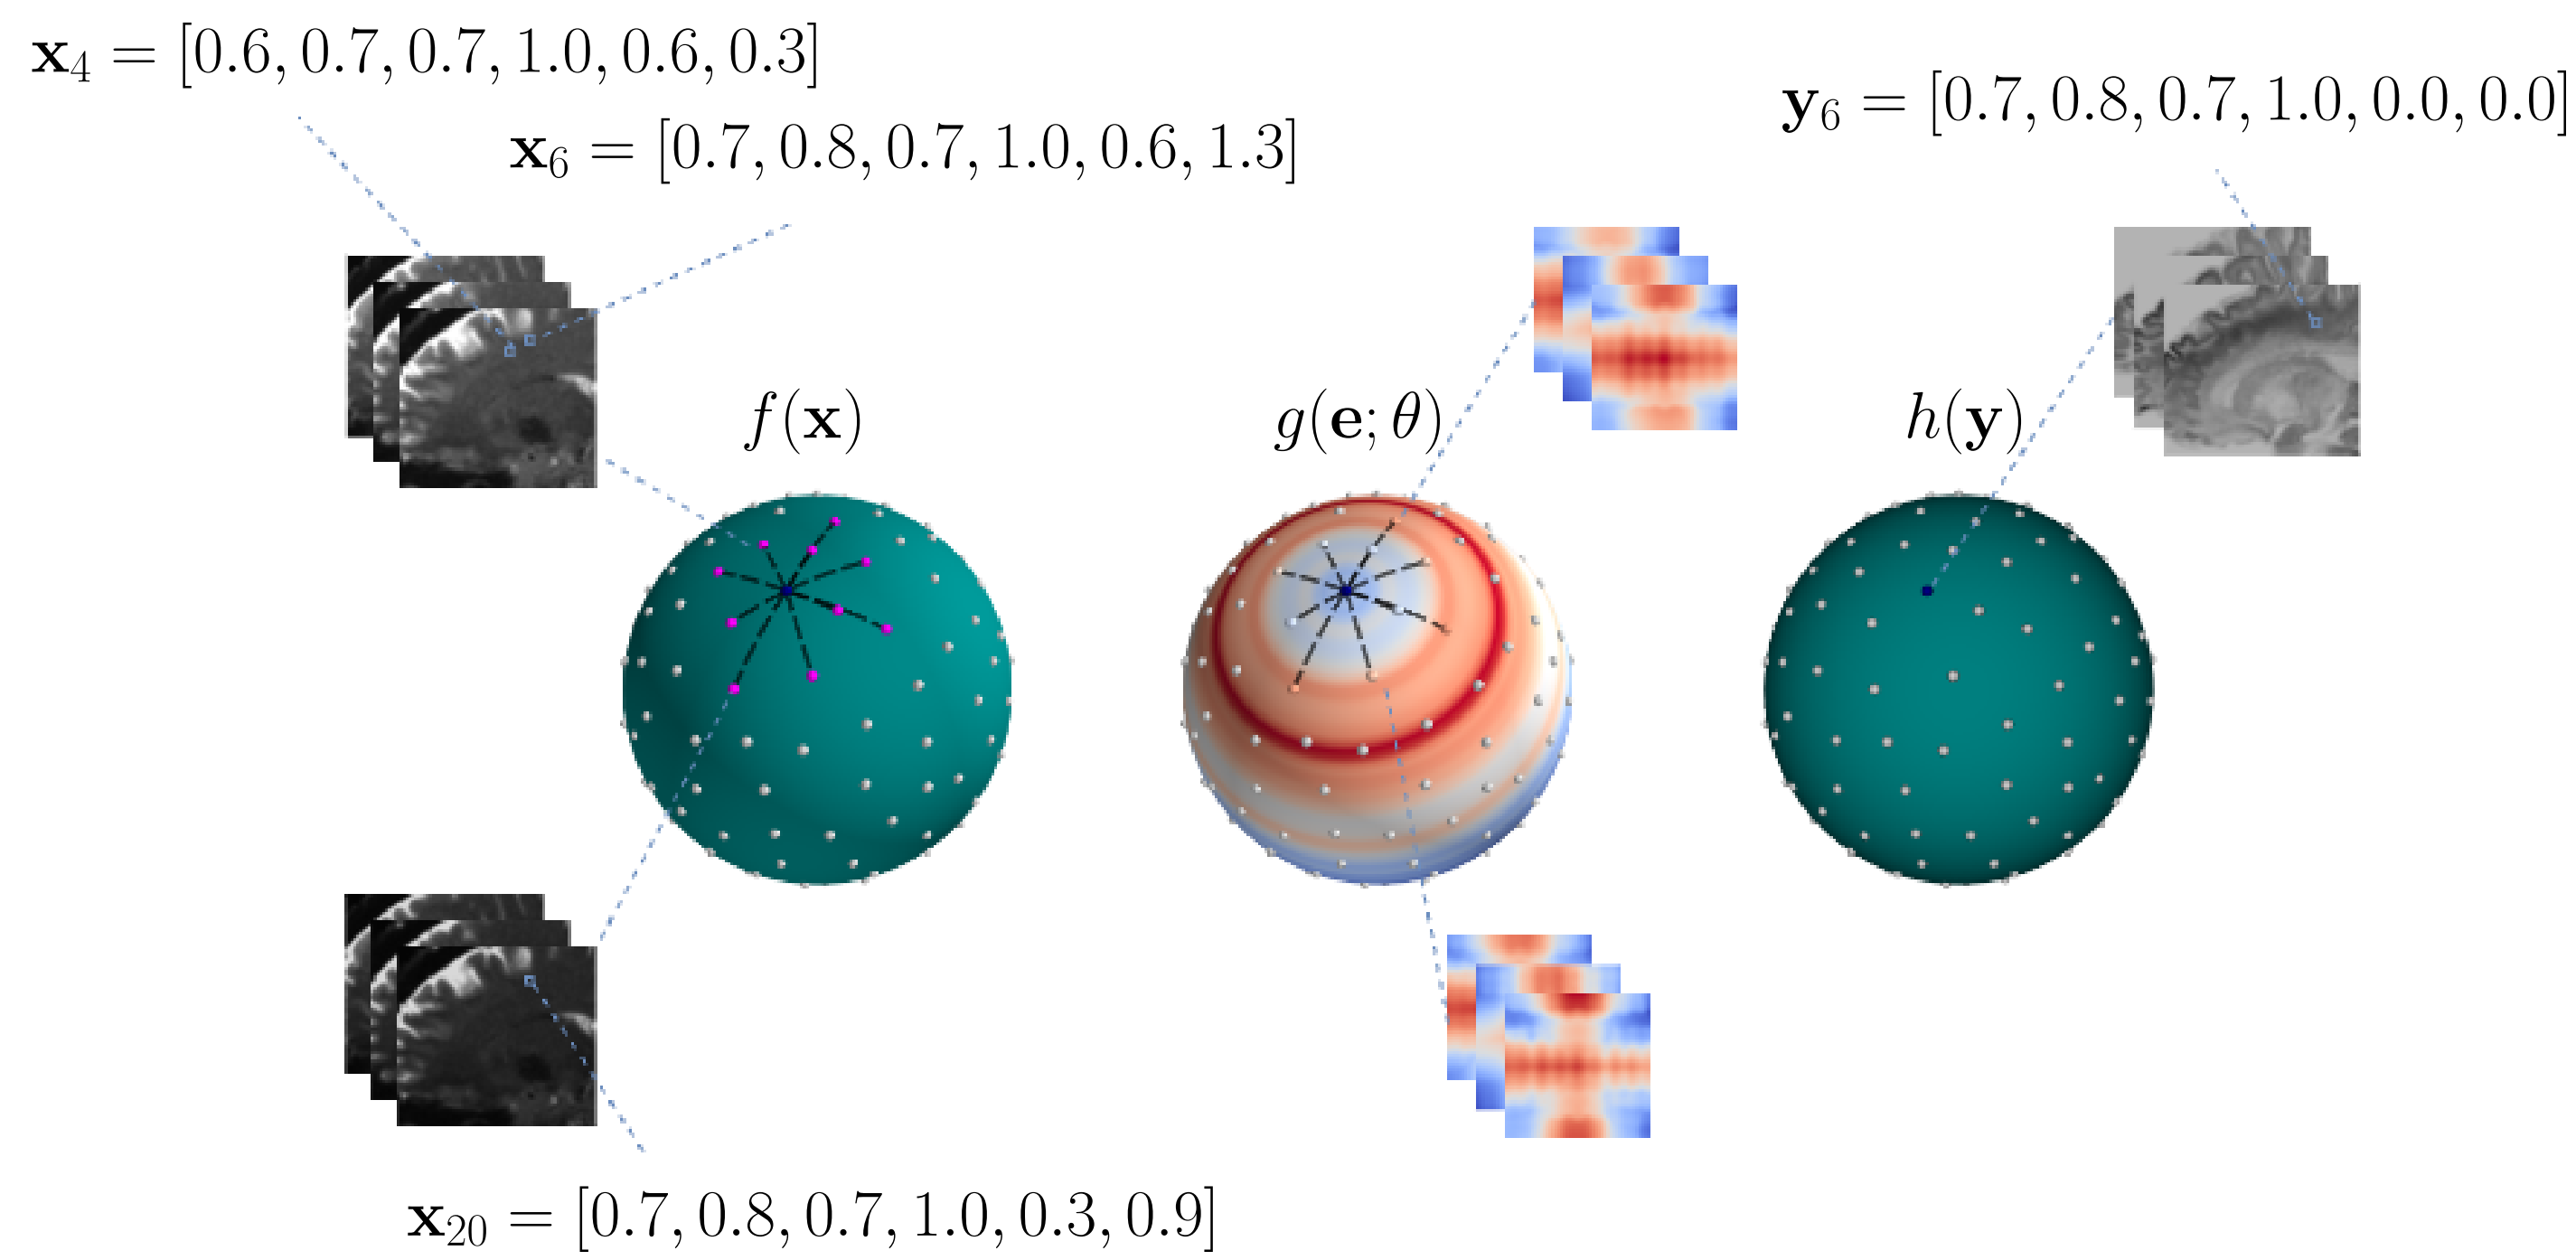 x₄ = [0.6, 0.7, 0.7, 1.0, 0.6, 0.3]
y₆ = [0.7, 0.8, 0.7, 1.0, 0.0, 0.0]
x₆ = [0.7, 0.8, 0.7, 1.0, 0.6, 1.3]
f(x)
g(e; θ)
h(y)
x₂₀ = [0.7, 0.8, 0.7, 1.0, 0.3, 0.9]